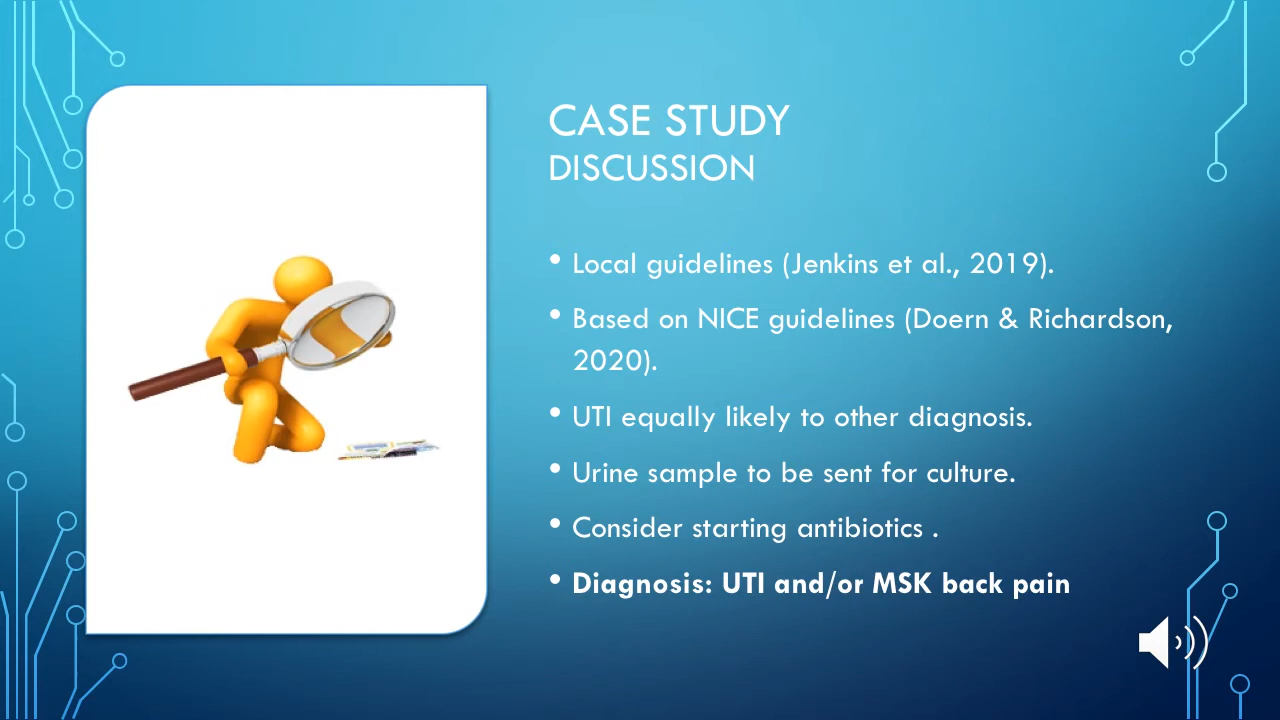 CASE STUDY
DISCUSSION
• Local guidelines (Jenkins et al., 2019).
• Based on NICE guidelines (Doern & Richardson,
2020).
• UTI equally likely to other diagnosis.
• Urine sample to be sent for culture.
• Consider starting antibiotics .
• Diagnosis: UTI and/or MSK back pain